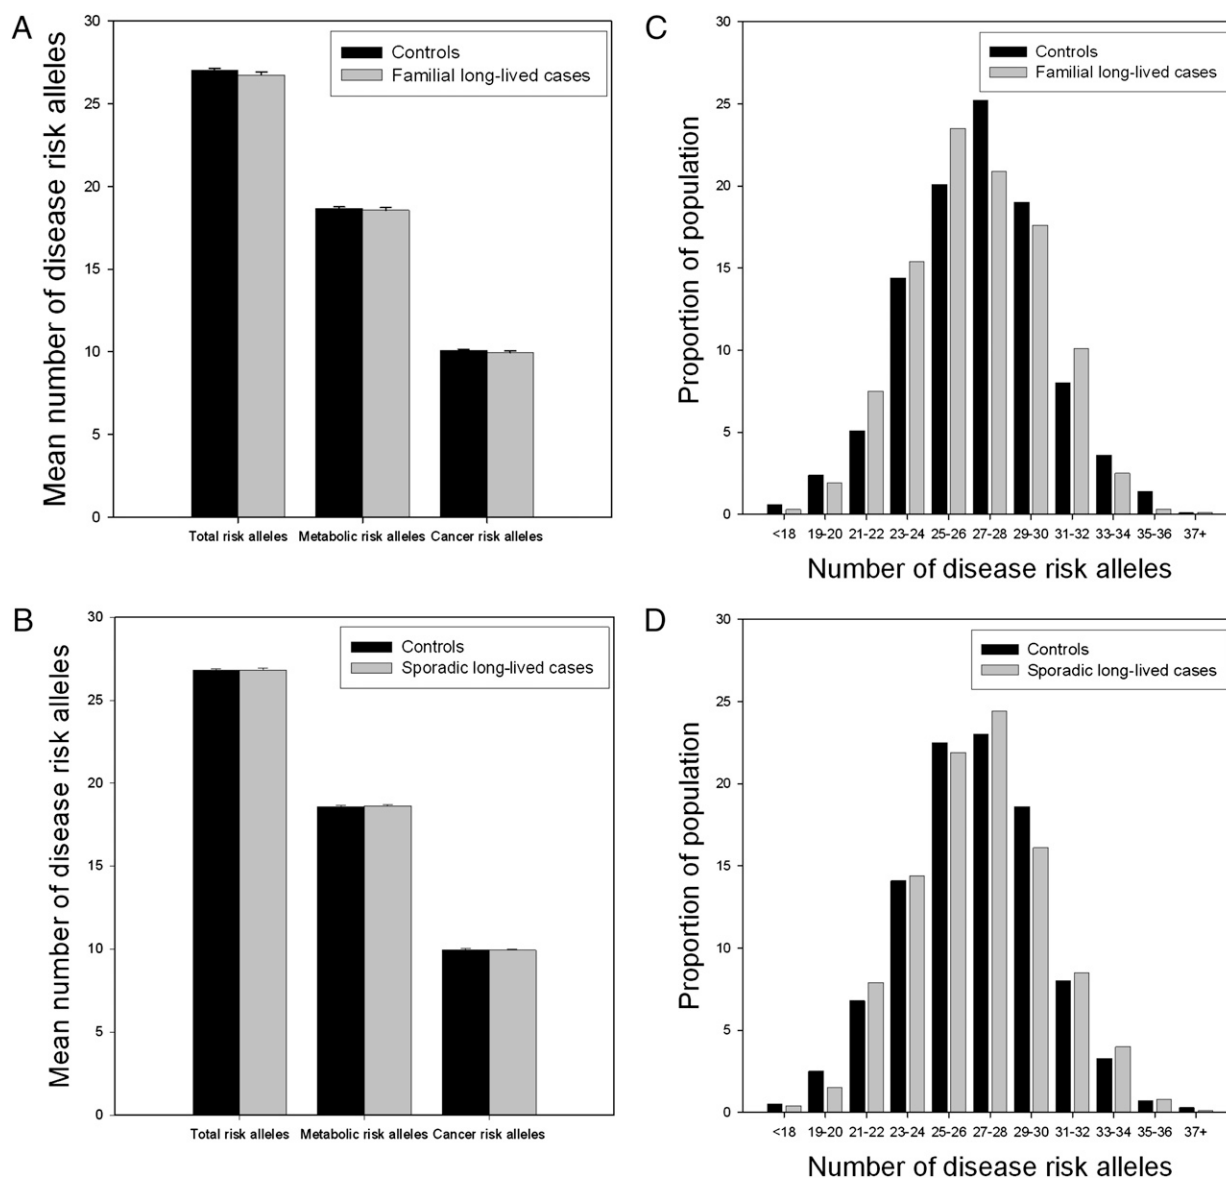 A
Mean number of disease risk alleles
30
25
20
15
10
5
0
Controls
Familial long-lived cases
Total risk alleles Metabolic risk alleles Cancer risk alleles
C
Proportion of population
30
25
20
15
10
5
0
Controls
Familial long-lived cases
<18 19-20 21-22 23-24 25-26 27-28 29-30 31-32 33-34 35-36 37+
Number of disease risk alleles
B
Mean number of disease risk alleles
30
25
20
15
10
5
0
Controls
Sporadic long-lived cases
Total risk alleles Metabolic risk alleles Cancer risk alleles
D
Proportion of population
30
25
20
15
10
5
0
Controls
Sporadic long-lived cases
<18 19-20 21-22 23-24 25-26 27-28 29-30 31-32 33-34 35-36 37+
Number of disease risk alleles